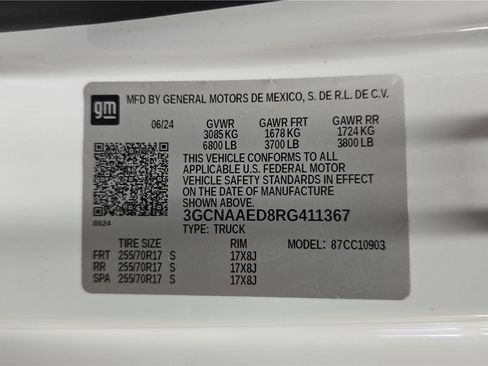 gm
MFD BY GENERAL MOTORS DE MEXICO, S. DE R.L. DE C.V.
06/24 GVWR GAWR FRT GAWR RR
3085 KG 1678 KG 1724 KG
6800 LB 3700 LB 3800 LB
THIS VEHICLE CONFORMS TO ALL
APPLICABLE U.S. FEDERAL MOTOR
VEHICLE SAFETY STANDARDS IN EFFECT
ON THE DATE OF MANUFACTURE
SHOWN ABOVE.
3GCNAAED8RG411367
8624 TYPE: TRUCK
TIRE SIZE RIM MODEL: 87CC10903
FRT 255/70R17 S 17X8J
RR 255/70R17 S 17X8J
SPA 255/70R17 S 17X8J